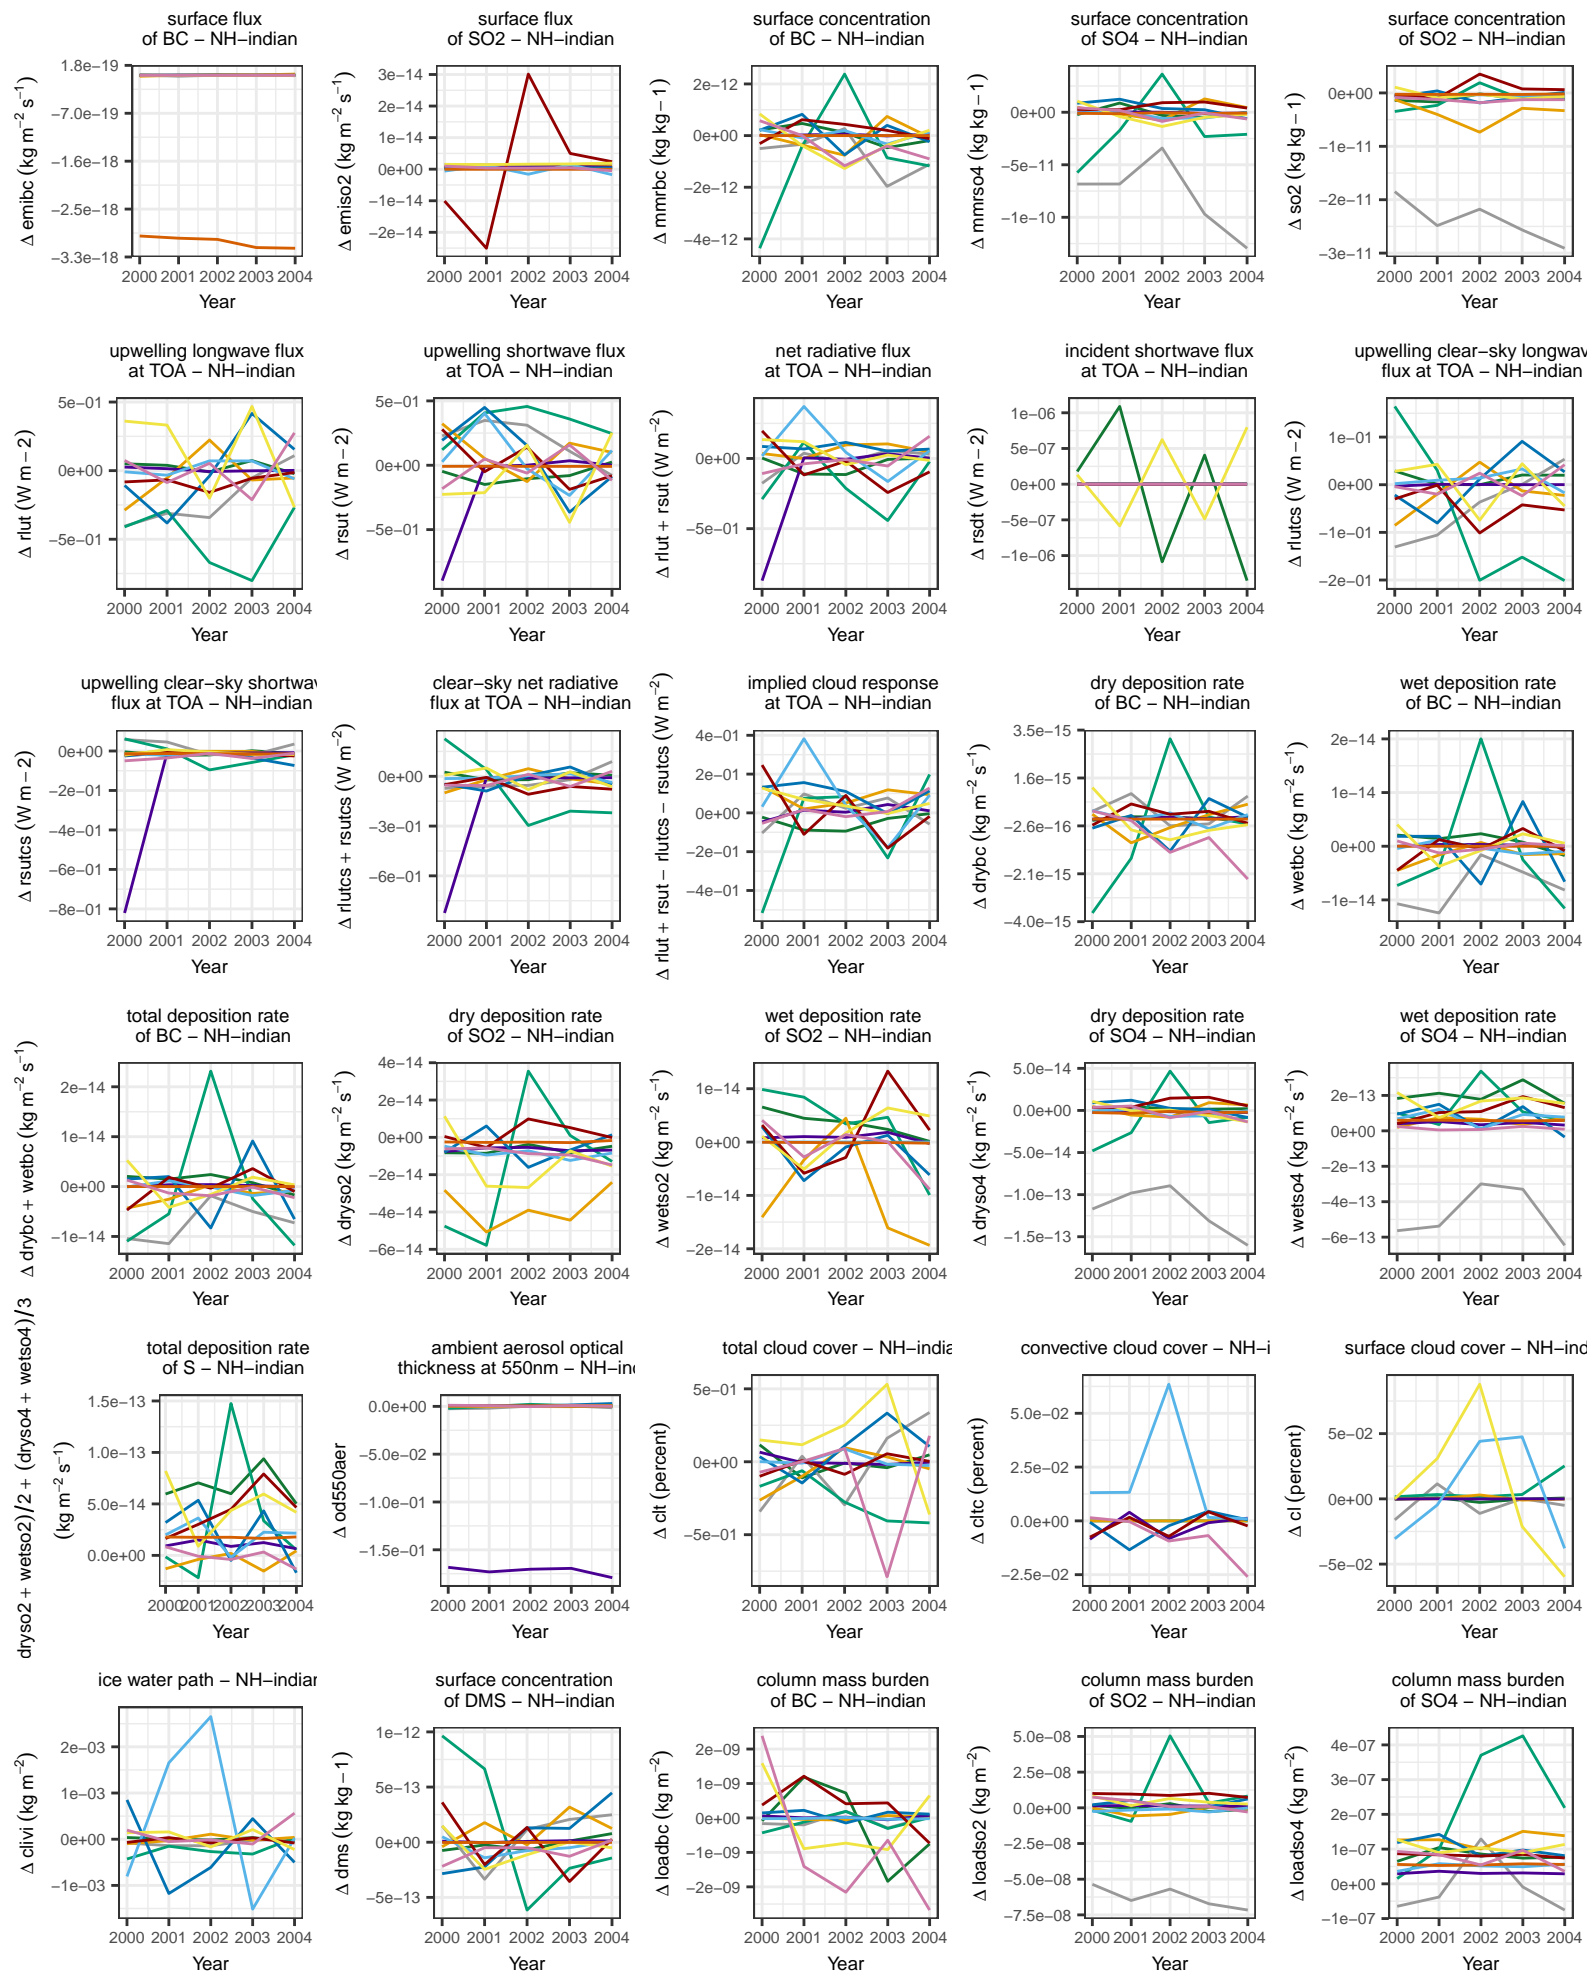 surface flux
of BC − NH−indian
Δ emibc (kg m−2 s−1)
1.8e−19
−7.0e−19
−1.6e−18
−2.5e−18
−3.3e−18
2000 2001 2002 2003 2004
Year
surface flux
of SO2 − NH−indian
Δ emiso2 (kg m−2 s−1)
3e−14
2e−14
1e−14
0e+00
−1e−14
−2e−14
2000 2001 2002 2003 2004
Year
surface concentration
of BC − NH−indian
Δ mmrbc (kg kg−1)
2e−12
0e+00
−2e−12
−4e−12
2000 2001 2002 2003 2004
Year
surface concentration
of SO4 − NH−indian
Δ mmrso4 (kg kg−1)
0e+00
−5e−11
−1e−10
2000 2001 2002 2003 2004
Year
surface concentration
of SO2 − NH−indian
Δ so2 (kg kg−1)
0e+00
−1e−11
−2e−11
−3e−11
2000 2001 2002 2003 2004
Year
upwelling longwave flux
at TOA − NH−indian
Δ rlut (W m−2)
5e−01
0e+00
−5e−01
2000 2001 2002 2003 2004
Year
upwelling shortwave flux
at TOA − NH−indian
Δ rsut (W m−2)
5e−01
0e+00
−5e−01
2000 2001 2002 2003 2004
Year
net radiative flux
at TOA − NH−indian
Δ rlut + rsut (W m−2)
0e+00
−5e−01
2000 2001 2002 2003 2004
Year
incident shortwave flux
at TOA − NH−indian
Δ rsdt (W m−2)
1e−06
5e−07
0e+00
−5e−07
−1e−06
2000 2001 2002 2003 2004
Year
upwelling clear−sky longwav
flux at TOA − NH−indian
Δ rlutcs (W m−2)
1e−01
0e+00
−1e−01
−2e−01
2000 2001 2002 2003 2004
Year
upwelling clear−sky shortwav
flux at TOA − NH−indian
Δ rsutcs (W m−2)
0e+00
−2e−01
−4e−01
−6e−01
−8e−01
2000 2001 2002 2003 2004
Year
clear−sky net radiative
flux at TOA − NH−indian
Δ rlutcs + rsutcs (W m−2)
0e+00
−3e−01
−6e−01
2000 2001 2002 2003 2004
Year
implied cloud response
at TOA − NH−indian
Δ rlut + rsut − rlutcs − rsutcs (W m−2)
4e−01
2e−01
0e+00
−2e−01
−4e−01
2000 2001 2002 2003 2004
Year
dry deposition rate
of BC − NH−indian
Δ drybc (kg m−2 s−1)
3.5e−15
1.6e−15
−2.6e−16
−2.1e−15
−4.0e−15
2000 2001 2002 2003 2004
Year
wet deposition rate
of BC − NH−indian
Δ wetbc (kg m−2 s−1)
2e−14
1e−14
0e+00
−1e−14
2000 2001 2002 2003 2004
Year
total deposition rate
of BC − NH−indian
Δ drybc + wetbc (kg m−2 s−1)
2e−14
1e−14
0e+00
−1e−14
2000 2001 2002 2003 2004
Year
dry deposition rate
of SO2 − NH−indian
Δ dryso2 (kg m−2 s−1)
4e−14
2e−14
0e+00
−2e−14
−4e−14
−6e−14
2000 2001 2002 2003 2004
Year
wet deposition rate
of SO2 − NH−indian
Δ wetso2 (kg m−2 s−1)
1e−14
0e+00
−1e−14
−2e−14
2000 2001 2002 2003 2004
Year
dry deposition rate
of SO4 − NH−indian
Δ dryso4 (kg m−2 s−1)
5.0e−14
0.0e+00
−5.0e−14
−1.0e−13
−1.5e−13
2000 2001 2002 2003 2004
Year
wet deposition rate
of SO4 − NH−indian
Δ wetso4 (kg m−2 s−1)
2e−13
0e+00
−2e−13
−4e−13
−6e−13
2000 2001 2002 2003 2004
Year
total deposition rate
of S − NH−indian
dryso2 + wetso2)/2 + (dryso4 + wetso4)/3
(kg m−2 s−1)
1.5e−13
1.0e−13
5.0e−14
0.0e+00
2000 2001 2002 2003 2004
Year
ambient aerosol optical
thickness at 550nm − NH−ind
Δ od550aer
0.0e+00
−5.0e−02
−1.0e−01
−1.5e−01
2000 2001 2002 2003 2004
Year
total cloud cover − NH−india
Δ clt (percent)
5e−01
0e+00
−5e−01
2000 2001 2002 2003 2004
Year
convective cloud cover − NH−i
Δ cltc (percent)
5.0e−02
2.5e−02
0.0e+00
−2.5e−02
2000 2001 2002 2003 2004
Year
surface cloud cover − NH−ind
Δ cl (percent)
5e−02
0e+00
−5e−02
2000 2001 2002 2003 2004
Year
ice water path − NH−indian
Δ clivi (kg m−2)
2e−03
1e−03
0e+00
−1e−03
2000 2001 2002 2003 2004
Year
surface concentration
of DMS − NH−indian
Δ dms (kg kg−1)
1e−12
5e−13
0e+00
−5e−13
2000 2001 2002 2003 2004
Year
column mass burden
of BC − NH−indian
Δ loadbc (kg m−2)
2e−09
1e−09
0e+00
−1e−09
−2e−09
2000 2001 2002 2003 2004
Year
column mass burden
of SO2 − NH−indian
Δ loadso2 (kg m−2)
5.0e−08
2.5e−08
0.0e+00
−2.5e−08
−5.0e−08
−7.5e−08
2000 2001 2002 2003 2004
Year
column mass burden
of SO4 − NH−indian
Δ loadso4 (kg m−2)
4e−07
3e−07
2e−07
1e−07
0e+00
−1e−07
2000 2001 2002 2003 2004
Year